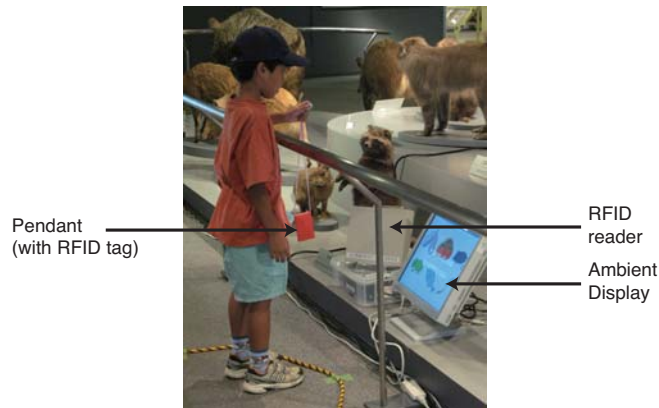 Pendant
(with RFID tag)
RFID
reader
Ambient
Display